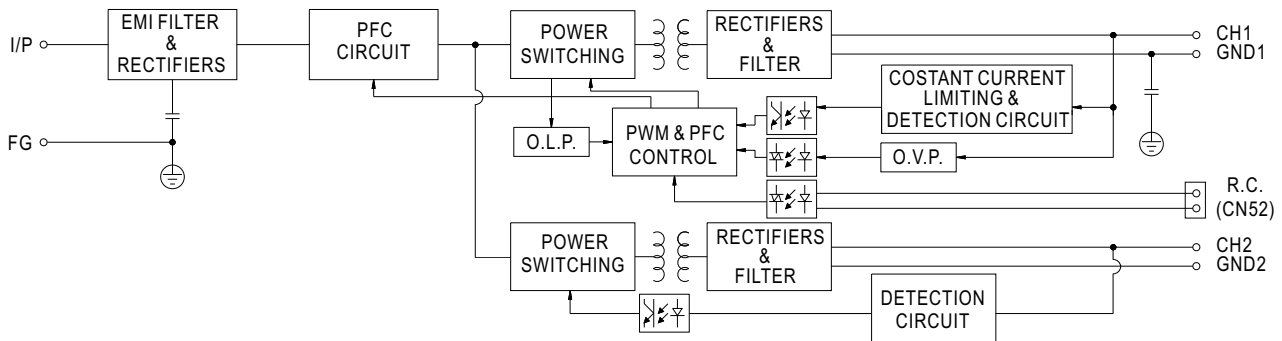 I/P
EMI FILTER
&
RECTIFIERS
PFC
CIRCUIT
POWER
SWITCHING
RECTIFIERS
&
FILTER
CH1
GND1
COSTANT CURRENT
LIMITING &
DETECTION CIRCUIT
FG
O.L.P.
PWM & PFC
CONTROL
O.V.P.
R.C.
(CN52)
POWER
SWITCHING
RECTIFIERS
&
FILTER
CH2
GND2
DETECTION
CIRCUIT